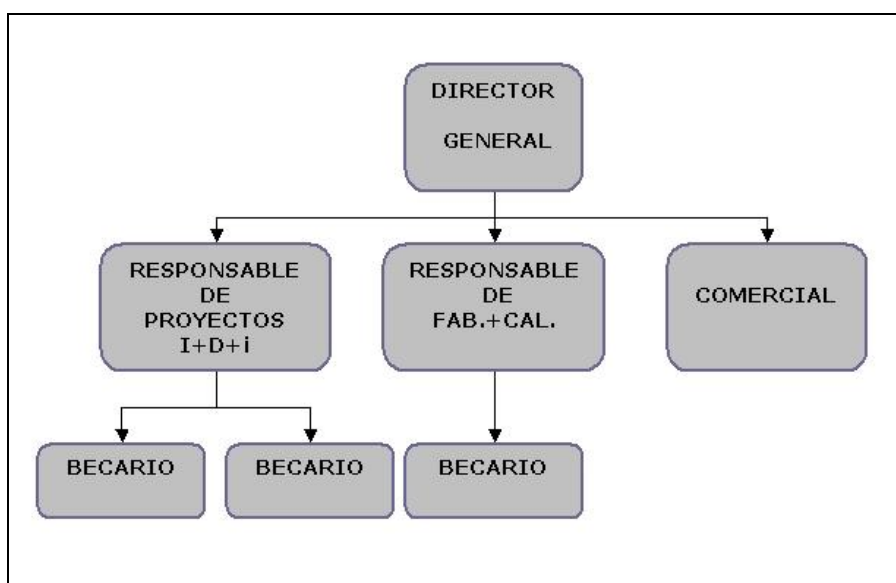 DIRECTOR
GENERAL
RESPONSABLE
DE
PROYECTOS
I+D+i
RESPONSABLE
DE
FAB.+CAL.
COMERCIAL
BECARIO
BECARIO
BECARIO